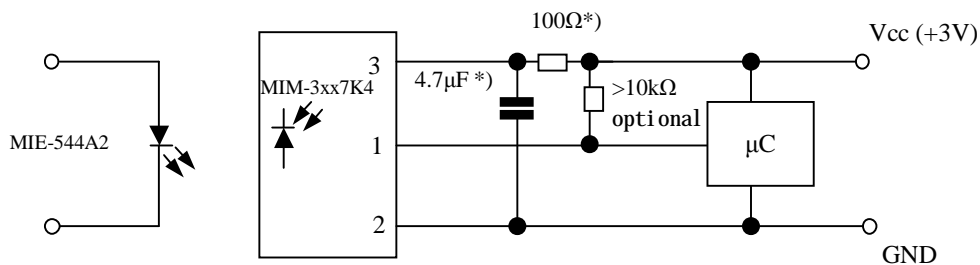 100Ω*)
Vcc (+3V)
3
4.7μF *)
MIM-3xx7K4
>10kΩ
optional
MIE-544A2
1
μC
2
GND